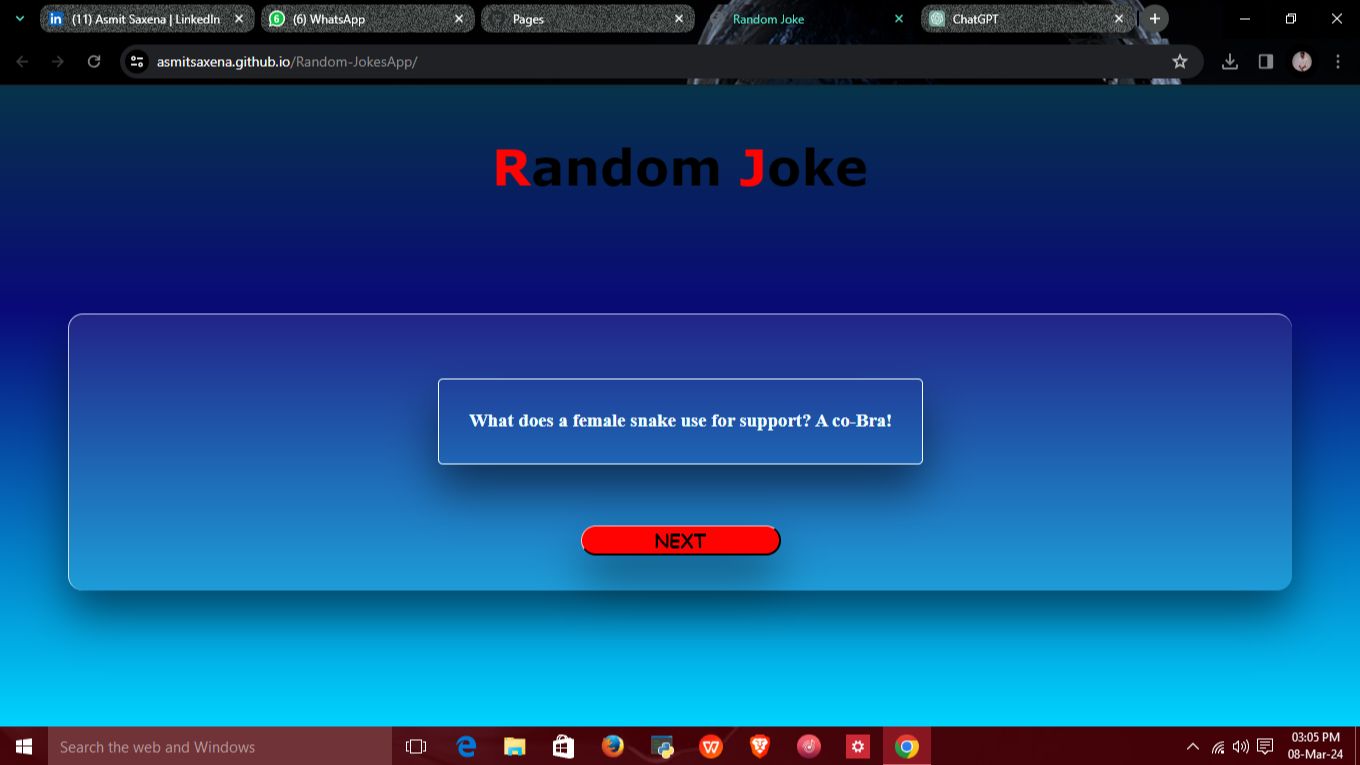 (11) Asmit Saxena | LinkedIn
6
(6) WhatsApp
Pages
Random Joke
ChatGPT
asmitsaxena.github.io/Random-JokesApp/
Random Joke
What does a female snake use for support? A co-Bra!
NEXT
Search the web and Windows
03:05 PM
08-Mar-24